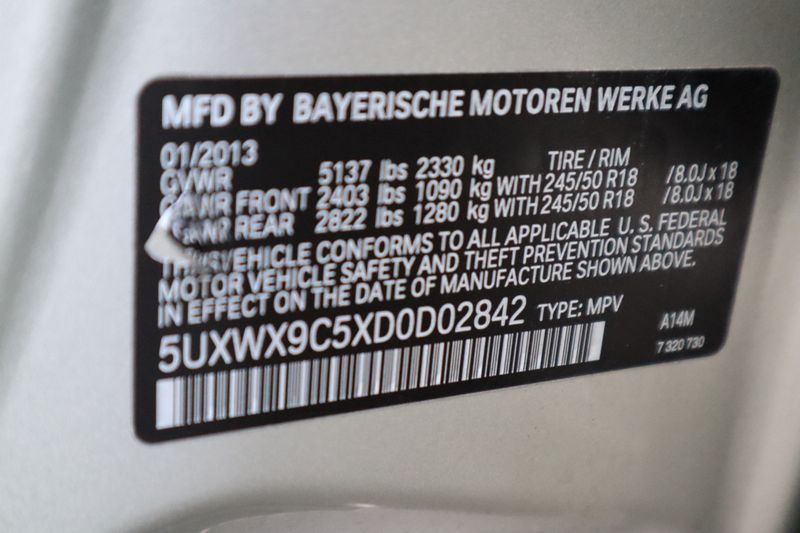 MFD BY BAYERISCHE MOTOREN WERKE AG
01/2013 TIRE / RIM
GVWR 5137 lbs 2330 kg
FRONT 2403 lbs 1090 kg WITH 245/50 R18 /8.0J x 18
REAR 2822 lbs 1280 kg WITH 245/50 R18 /8.0J x 18
THIS VEHICLE CONFORMS TO ALL APPLICABLE U. S. FEDERAL
MOTOR VEHICLE SAFETY AND THEFT PREVENTION STANDARDS
IN EFFECT ON THE DATE OF MANUFACTURE SHOWN ABOVE.
5UXWX9C5XD0D02842 TYPE: MPV A14M
7 320 730